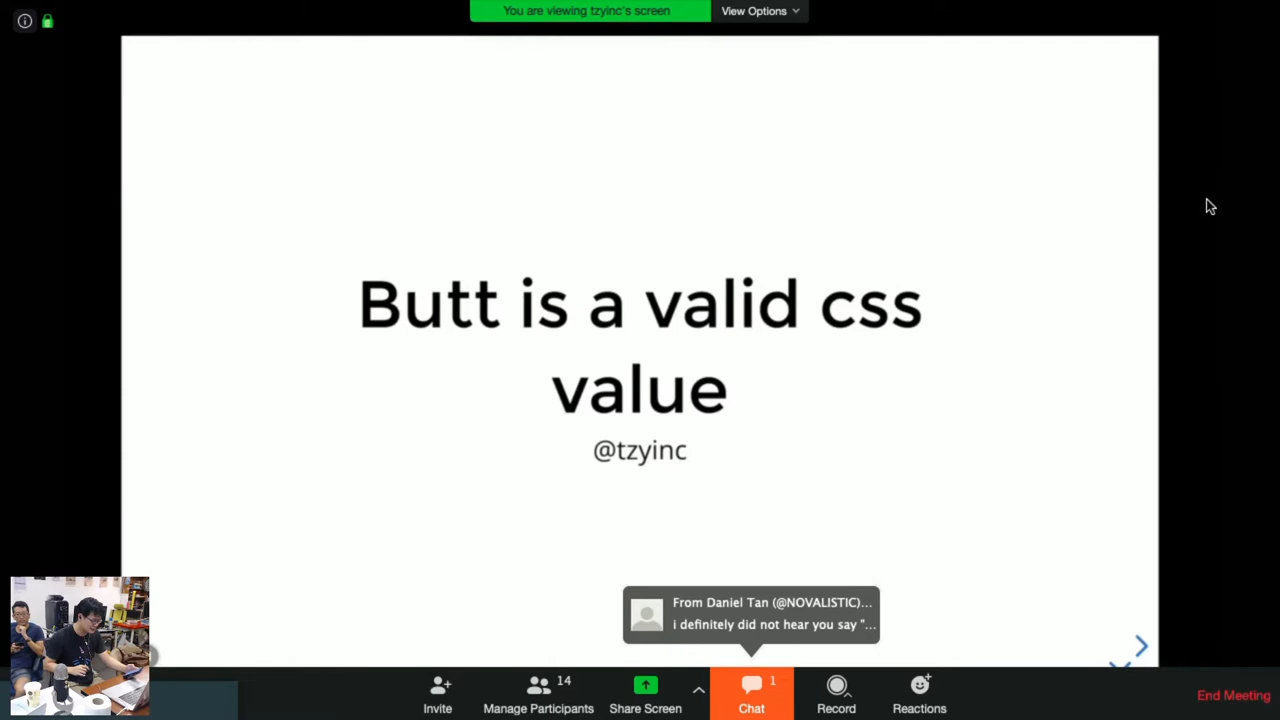 You are viewing tzyinc's screen
View Options
Butt is a valid css
value
@tzyinc
From Daniel Tan (@NOVALISTIC)...
i definitely did not hear you say "...
14
1
Invite
Manage Participants
Share Screen
Chat
Record
Reactions
End Meeting